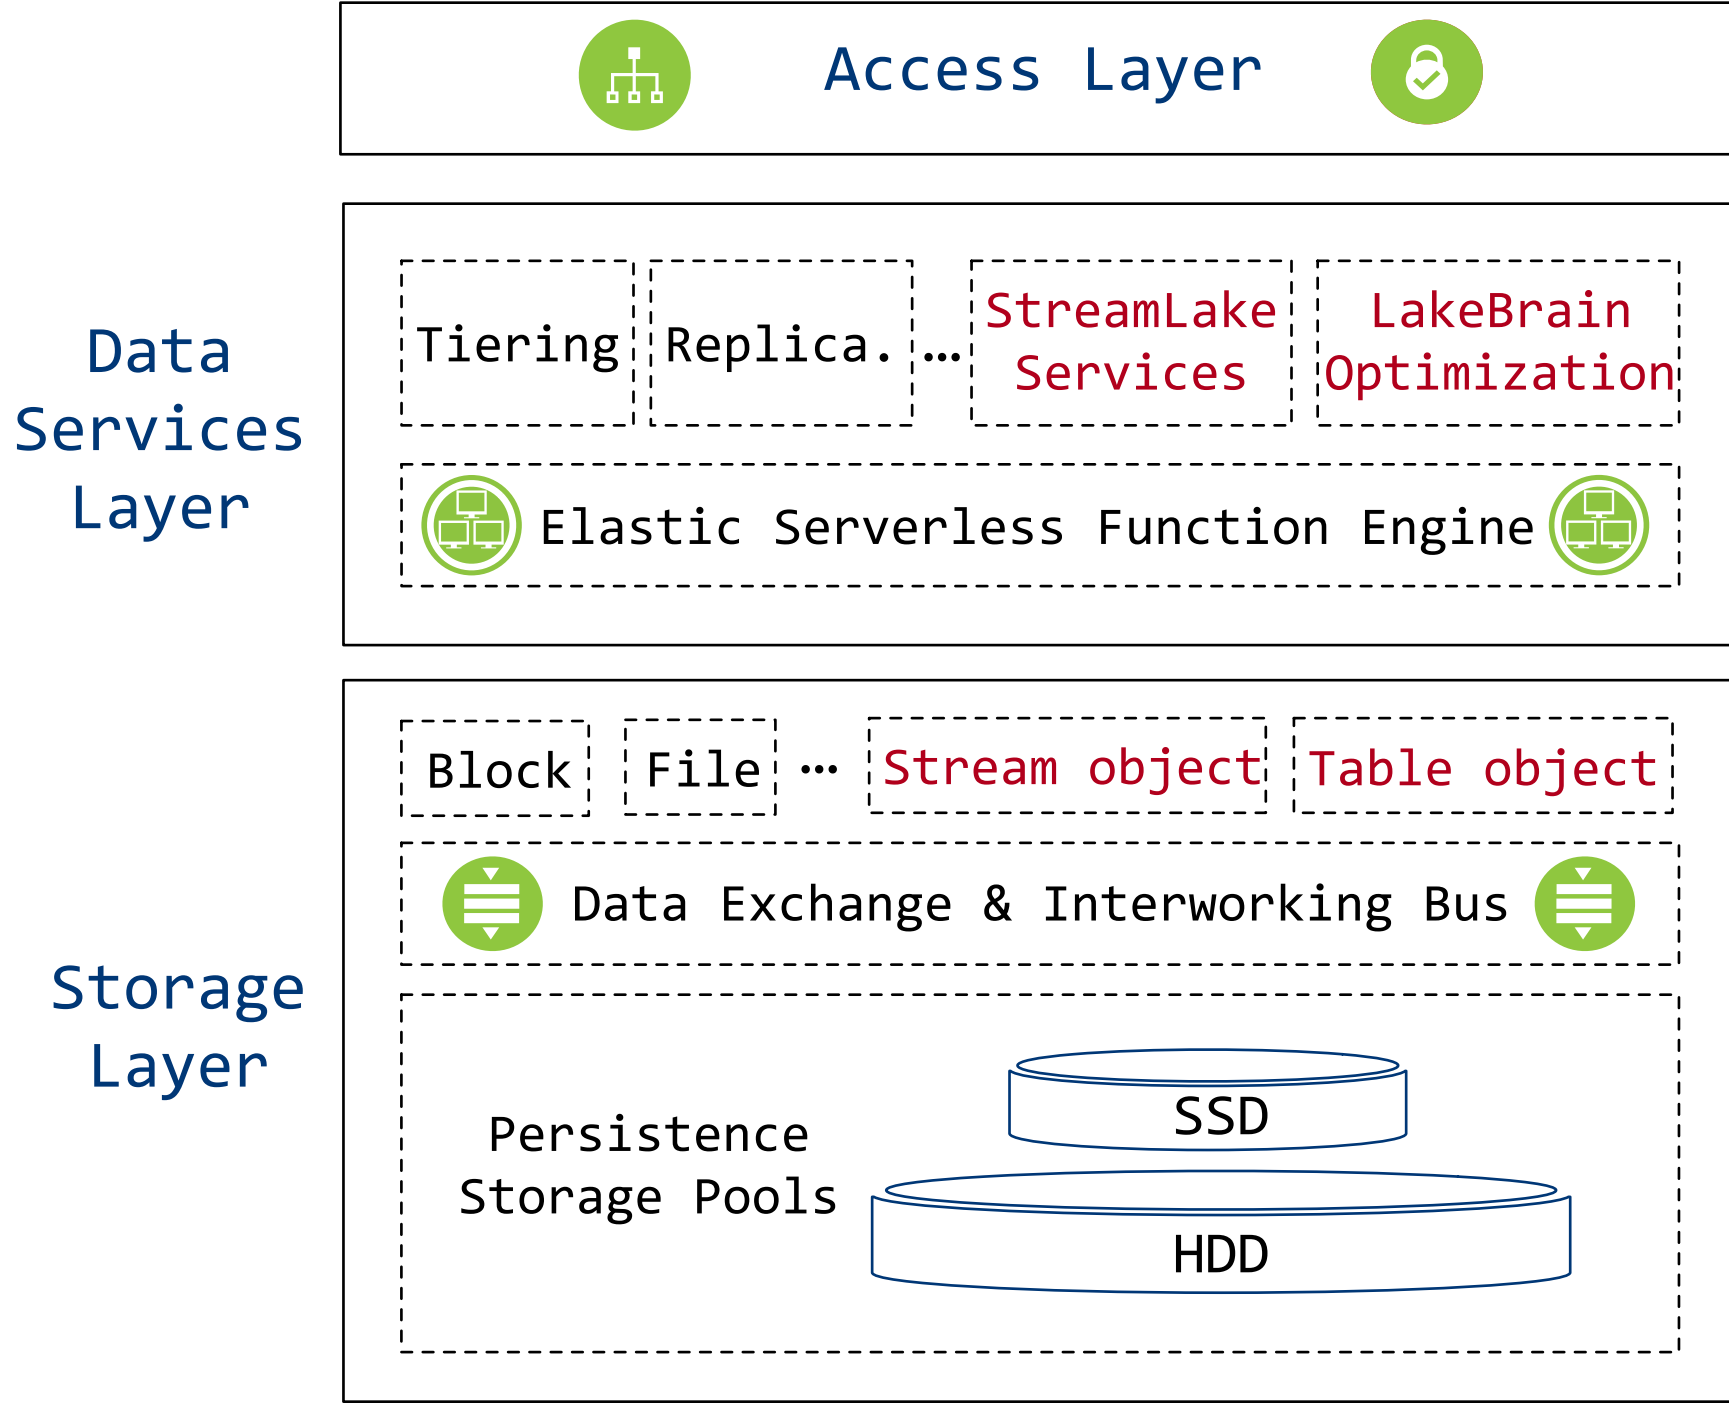 Access Layer
Data
Services
Layer
Tiering
Replica.
...
StreamLake
Services
LakeBrain
Optimization
Elastic Serverless Function Engine
Storage
Layer
Block
File
...
Stream object
Table object
Data Exchange & Interworking Bus
Persistence
Storage Pools
SSD
HDD